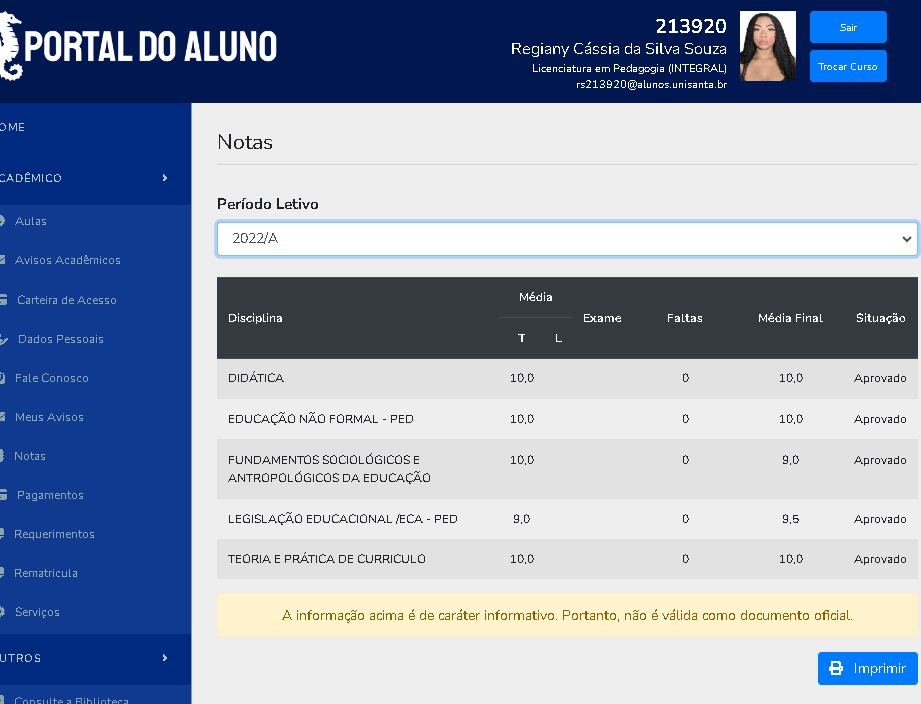 PORTAL DO ALUNO
213920
Regiany Cássia da Silva Souza
Licenciatura em Pedagogia (INTEGRAL)
rs213920@alunos.unisanta.br
Sair
Trocar Curso
OME
CADÊMICO
Aulas
Avisos Acadêmicos
Carteira de Acesso
Dados Pessoais
Fale Conosco
Meus Avisos
Notas
Pagamentos
Requerimentos
Rematricula
Serviços
UTROS
Consulte a Biblioteca
Notas
Período Letivo
2022/A
Disciplina Média T L Exame Faltas Média Final Situação
DIDÁTICA 10,0 0 10,0 Aprovado
EDUCAÇÃO NÃO FORMAL - PED 10,0 0 10,0 Aprovado
FUNDAMENTOS SOCIOLÓGICOS E 10,0 0 9,0 Aprovado
ANTROPOLÓGICOS DA EDUCAÇÃO
LEGISLAÇÃO EDUCACIONAL /ECA - PED 9,0 0 9,5 Aprovado
TEORIA E PRÁTICA DE CURRICULO 10,0 0 10,0 Aprovado
A informação acima é de caráter informativo. Portanto, não é válida como documento oficial.
Imprimir